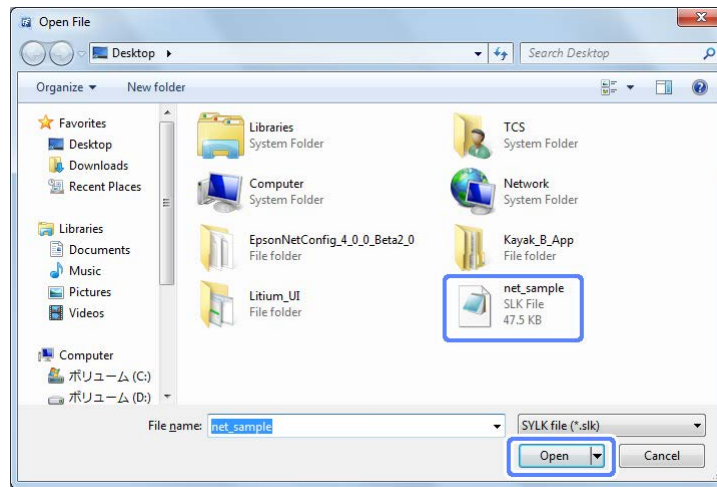 Open File
Desktop
Search Desktop
Organize
New folder
Favorites
Desktop
Downloads
Recent Places
Libraries
Documents
Music
Pictures
Videos
Computer
ボリューム (C:)
ボリューム (D:)
Libraries
System Folder
TCS
System Folder
Computer
System Folder
Network
System Folder
EpsonNetConfig_4_0_0_Beta2_0
File folder
Kayak_B_App
File folder
Litium_UI
File folder
net_sample
SLK File
47.5 KB
File name: net_sample
SYLK file (*.slk)
Open
Cancel